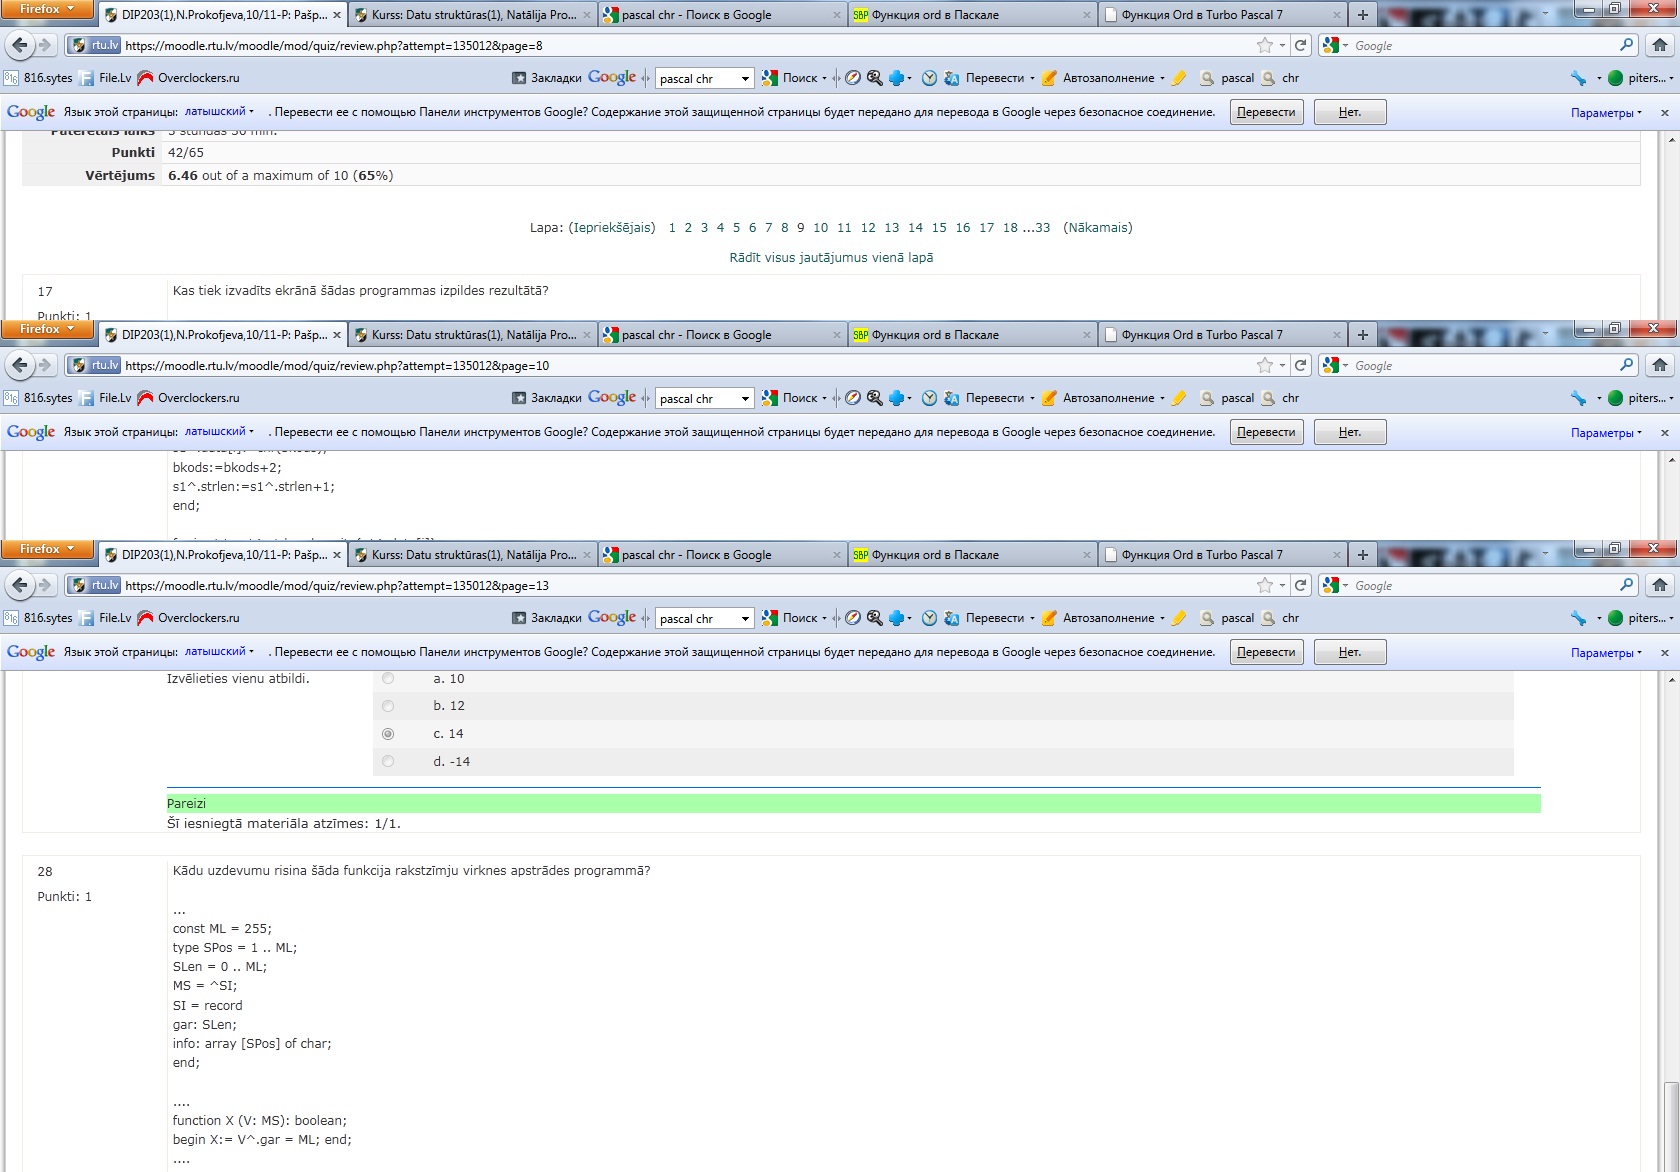 Firefox
DIP203(1),N.Prokofjeva,10/11-P: Pašp... Kurss: Datu struktūras(1), Natālija Pro... pascal chr - Поиск в Google Функция ord в Паскале Функция Ord в Turbo Pascal 7
rtu.lv https://moodle.rtu.lv/moodle/mod/quiz/review.php?attempt=135012&page=8 Google
816.sytes File.Lv Overclockers.ru Закладки Google pascal chr Поиск Перевести Автозаполнение pascal chr piters...
Google Язык этой страницы: латышский . Перевести ее с помощью Панели инструментов Google? Содержание этой защищенной страницы будет передано для перевода в Google через безопасное соединение. Перевести Нет. Параметры
Patērētais laiks 3 stundas 30 min.
Punkti 42/65
Vērtējums 6.46 out of a maximum of 10 (65%)
Lapa: (Iepriekšējais) 1 2 3 4 5 6 7 8 9 10 11 12 13 14 15 16 17 18 ...33 (Nākamais)
Rādīt visus jautājumus vienā lapā
17 Kas tiek izvadīts ekrānā šādas programmas izpildes rezultātā?
Punkti: 1
Firefox
DIP203(1),N.Prokofjeva,10/11-P: Pašp... Kurss: Datu struktūras(1), Natālija Pro... pascal chr - Поиск в Google Функция ord в Паскале Функция Ord в Turbo Pascal 7
rtu.lv https://moodle.rtu.lv/moodle/mod/quiz/review.php?attempt=135012&page=10 Google
816.sytes File.Lv Overclockers.ru Закладки Google pascal chr Поиск Перевести Автозаполнение pascal chr piters...
Google Язык этой страницы: латышский . Перевести ее с помощью Панели инструментов Google? Содержание этой защищенной страницы будет передано для перевода в Google через безопасное соединение. Перевести Нет. Параметры
bkods:=bkods+2;
s1^.strlen:=s1^.strlen+1;
end;
Firefox
DIP203(1),N.Prokofjeva,10/11-P: Pašp... Kurss: Datu struktūras(1), Natālija Pro... pascal chr - Поиск в Google Функция ord в Паскале Функция Ord в Turbo Pascal 7
rtu.lv https://moodle.rtu.lv/moodle/mod/quiz/review.php?attempt=135012&page=13 Google
816.sytes File.Lv Overclockers.ru Закладки Google pascal chr Поиск Перевести Автозаполнение pascal chr piters...
Google Язык этой страницы: латышский . Перевести ее с помощью Панели инструментов Google? Содержание этой защищенной страницы будет передано для перевода в Google через безопасное соединение. Перевести Нет. Параметры
Izvēlieties vienu atbildi. a. 10
b. 12
c. 14
d. -14
Pareizi
Šī iesniegtā materiāla atzīmes: 1/1.
28 Kādu uzdevumu risina šāda funkcija rakstzīmju virknes apstrādes programmā?
Punkti: 1
...
const ML = 255;
type SPos = 1 .. ML;
SLen = 0 .. ML;
MS = ^SI;
SI = record
gar: SLen;
info: array [SPos] of char;
end;
....
function X (V: MS): boolean;
begin X:= V^.gar = ML; end;
....